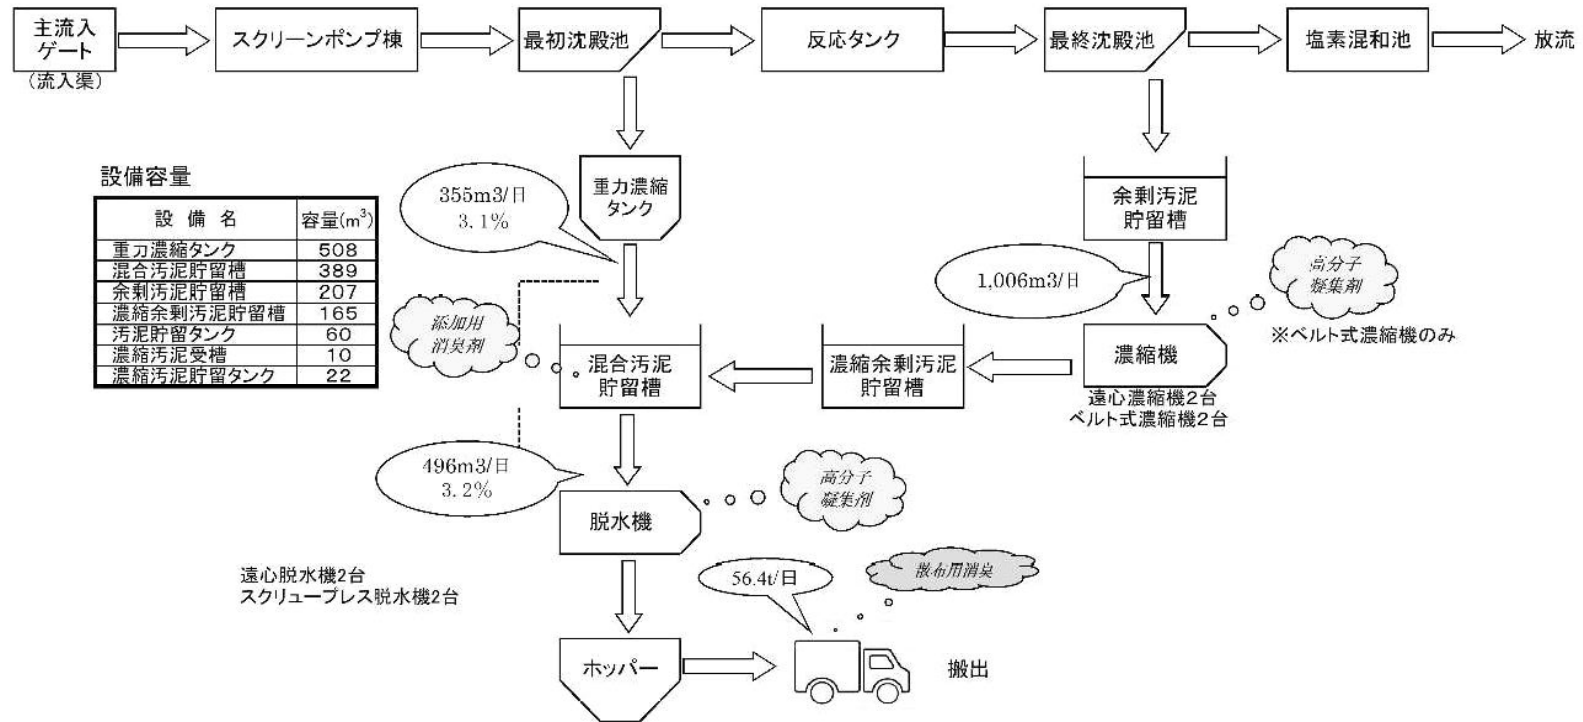 主流入
ゲート
(流入渠)
スクリーンポンプ棟
最初沈殿池
反応タンク
最終沈殿池
塩素混和池
放流
設備容量
設 備 名 容量(m³)
重力濃縮タンク 508
混合汚泥貯留槽 389
余剰汚泥貯留槽 207
濃縮余剰汚泥貯留槽 165
汚泥貯留タンク 60
濃縮汚泥受槽 10
濃縮汚泥貯留タンク 22
355m3/日
3.1%
重力濃縮
タンク
余剰汚泥
貯留槽
1,006m3/日
高分子
凝集剤
※ベルト式濃縮機のみ
添加用
消臭剤
混合汚泥
貯留槽
濃縮余剰汚泥
貯留槽
濃縮機
遠心濃縮機2台
ベルト式濃縮機2台
496m3/日
3.2%
高分子
凝集剤
脱水機
遠心脱水機2台
スクリュープレス脱水機2台
56.4t/日
散布用消臭
ホッパー
搬出